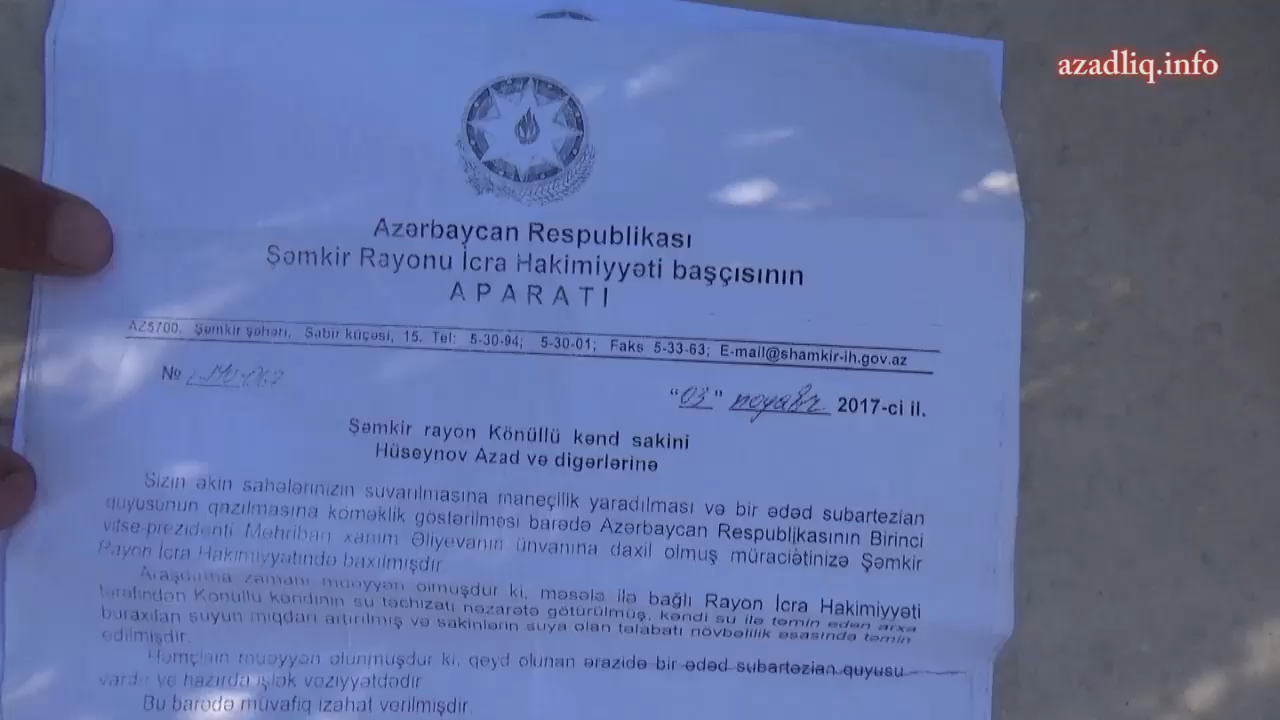 azadliq.info
Azərbaycan Respublikası
Şəmkir Rayonu İcra Hakimiyyəti başçısının
APARATI
AZ5700, Şəmkir şəhəri, Sabir küçəsi, 15. Tel: 5-30-94; 5-30-01; Faks 5-33-63; E-mail@shamkir-ih.gov.az
№
"03" noyabr 2017-ci il.
Şəmkir rayon Könüllü kənd sakini
Hüseynov Azad və digərlərinə
Sizin əkin sahələrinizin suvarılmasına maneçilik yaradılması və bir ədəd subartezian
quyusunun qazılmasına köməklik göstərilməsi barədə Azərbaycan Respublikasının Birinci
vitse-prezidenti Mehriban xanım Əliyevanın ünvanına daxil olmuş müraciətinizə Şəmkir
Rayon İcra Hakimiyyətində baxılmışdır
Araşdırma zamanı müəyyən olmuşdur ki, məsələ ilə bağlı Rayon İcra Hakimiyyəti
tərəfindən Könüllü kəndinin su təchizatı nəzarətə götürülmüş, kəndi su ilə təmin edən arxa
buraxılan suyun miqdarı artırılmış və sakinlərin suya olan tələbatı növbəlilik əsasında təmin
edilmişdir.
Həmçinin müəyyən olunmuşdur ki, qeyd olunan ərazidə bir ədəd subartezian quyusu
vardır və hazırda işlək vəziyyətdədir
Bu barədə müvafiq izahat verilmişdir.